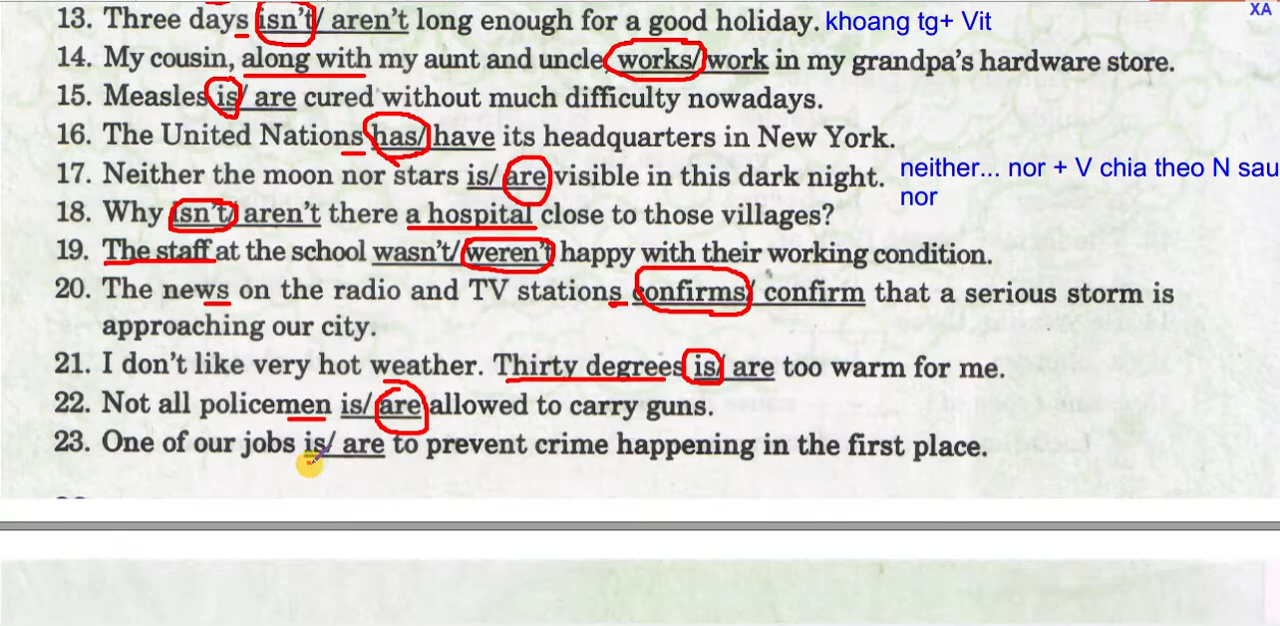 XA
13. Three days isn't/ aren't long enough for a good holiday. khoang tg+ Vit
14. My cousin, along with my aunt and uncle, works/ work in my grandpa's hardware store.
15. Measles is/ are cured without much difficulty nowadays.
16. The United Nations has/ have its headquarters in New York.
17. Neither the moon nor stars is/ are visible in this dark night. neither... nor + V chia theo N sau
nor
18. Why isn't/ aren't there a hospital close to those villages?
19. The staff at the school wasn't/ weren't happy with their working condition.
20. The news on the radio and TV stations confirms/ confirm that a serious storm is
approaching our city.
21. I don't like very hot weather. Thirty degrees is/ are too warm for me.
22. Not all policemen is/ are allowed to carry guns.
23. One of our jobs is/ are to prevent crime happening in the first place.